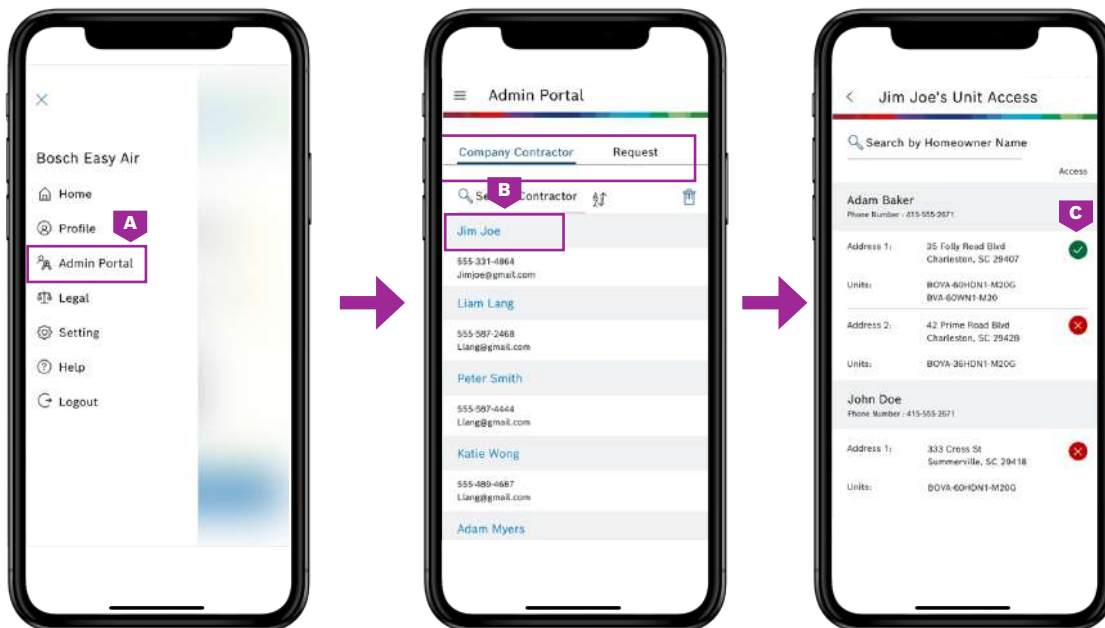 Bosch Easy Air
Home
Profile
A
Admin Portal
Legal
Setting
Help
Logout
Admin Portal
Company Contractor Request
B
Contractor
Jim Joe
555-331-4864
Jimjoe@gmail.com
Liam Lang
555-587-2468
Llang@gmail.com
Peter Smith
555-587-4444
Llang@gmail.com
Katie Wong
555-489-4687
Llang@gmail.com
Adam Myers
Jim Joe's Unit Access
Search by Homeowner Name
Access
Adam Baker
Phone Number : 415-555-2671
C
Address 1: 35 Folly Road Blvd
Charleston, SC 29407
Units: BOVA-60HDN1-M20G
BVA-60WN1-M20
Address 2: 42 Prime Road Blvd
Charleston, SC 29428
Units: BOVA-36HDN1-M20G
John Doe
Phone Number : 415-555-2671
Address 1: 333 Cross St
Summerville, SC 29418
Units: BOVA-60HDN1-M20G